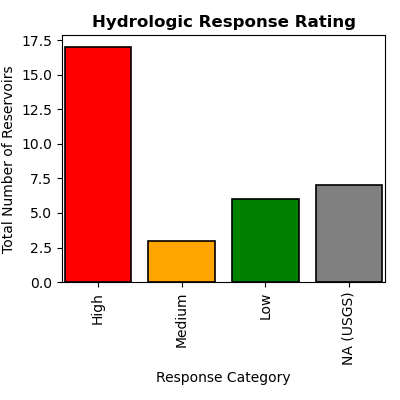 Hydrologic Response Rating
Total Number of Reservoirs
17.5
15.0
12.5
10.0
7.5
5.0
2.5
0.0
High
Medium
Low
NA (USGS)
Response Category